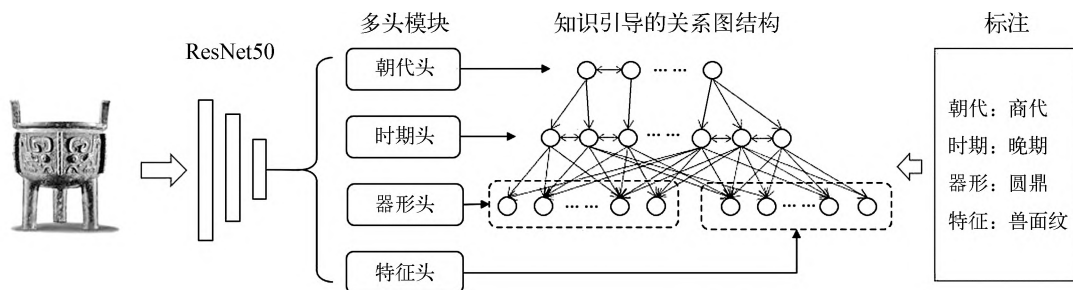 多头模块
知识引导的关系图结构
标注
ResNet50
朝代头
时期头
器形头
特征头
朝代：商代
时期：晚期
器形：圆鼎
特征：兽面纹